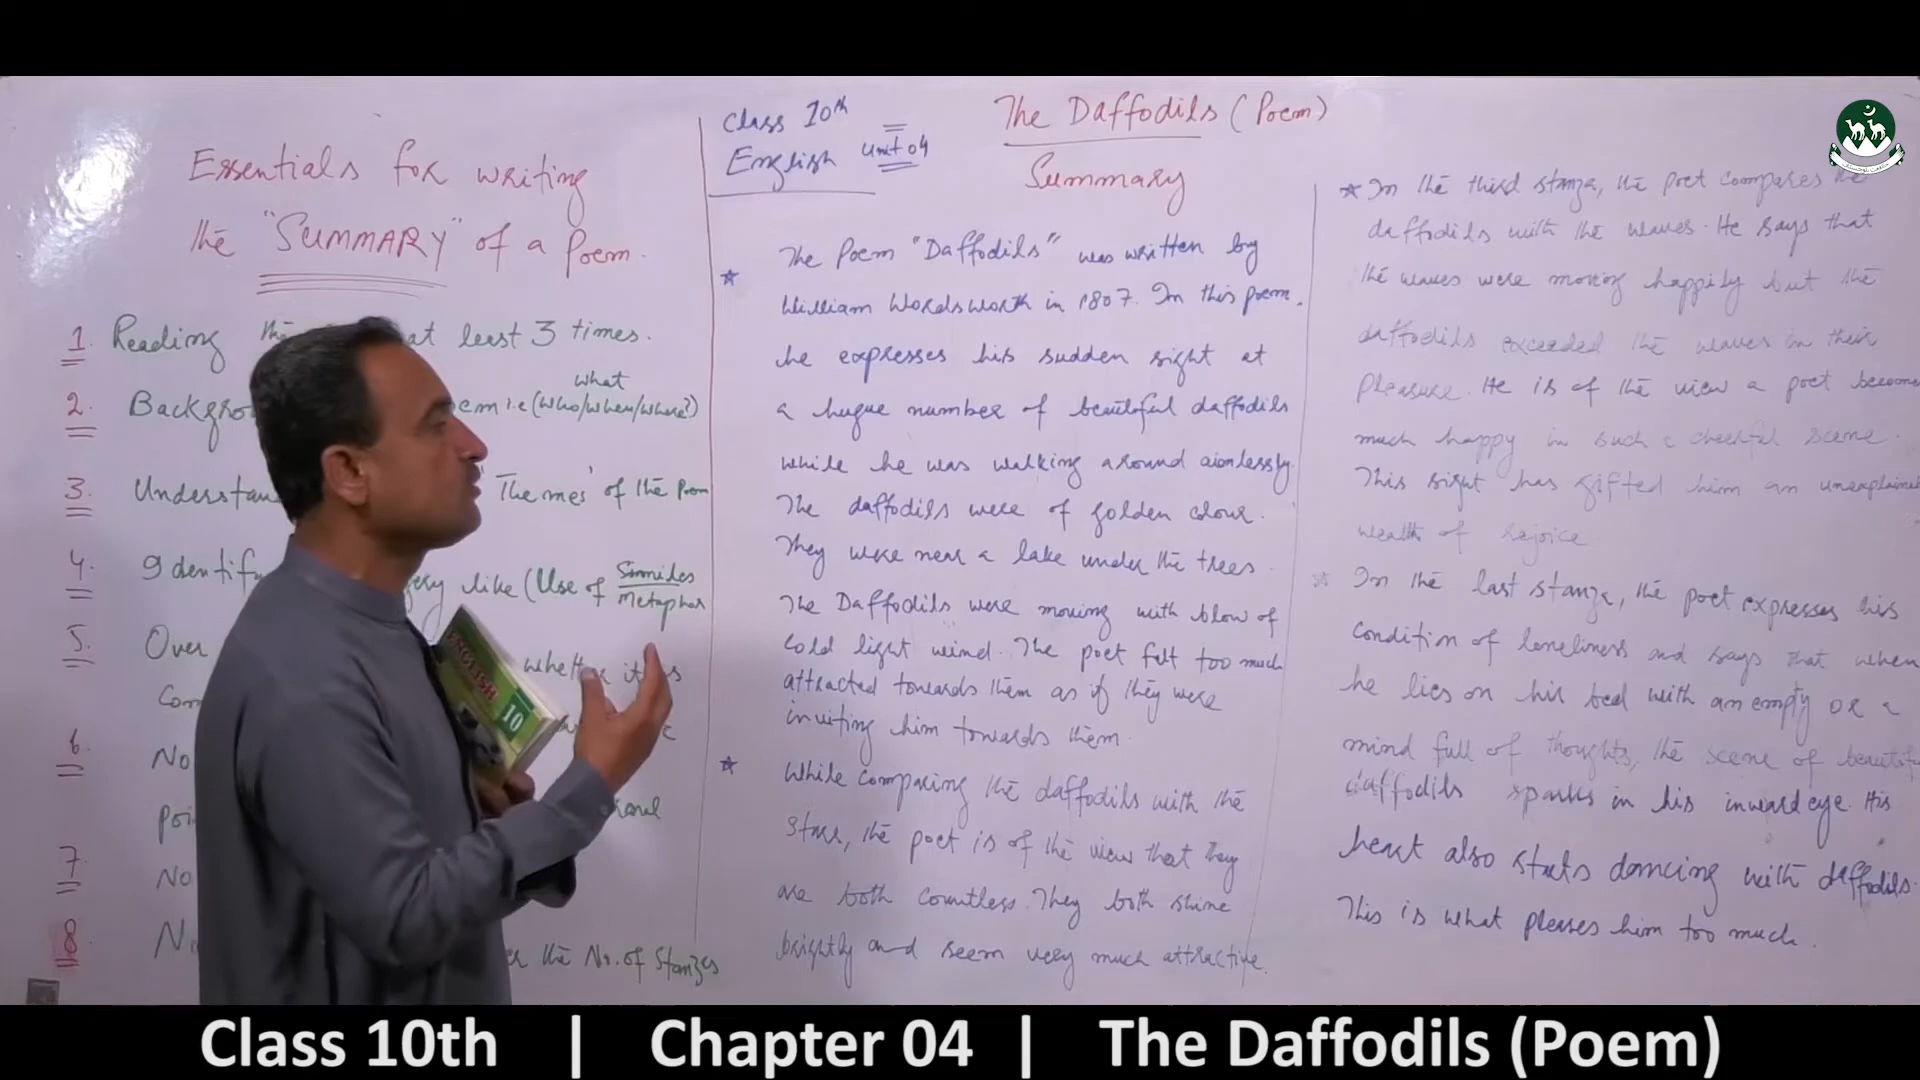 Essentials for writing
the "SUMMARY" of a Poem.
1. Reading at least 3 times.
what
2. i.e (who/when/where?)
3. 'Themes' of the Poem
4. like (Use of Similes
Metaphor
5. Over it is
6. No
7. No
8. the No. of Stanzas
ENGLISH
10
Class 10th
English Unit 04
The Daffodils (Poem)
Summary
The Poem "Daffodils" was written by
William Wordsworth in 1807. In this poem
he expresses his sudden sight at
a hugue number of beautiful daffodils
while he was walking around aimlessly.
The daffodils were of golden colour.
They were near a lake under the trees.
The Daffodils were moving with blow of
cold light wind. The poet felt too much
attracted towards them as if they were
inviting him towards them.
While comparing the daffodils with the
stars, the poet is of the view that they
are both countless. They both shine
brightly and seem very much attractive.
In the third stanza, the poet compares the
daffodils with the waves. He says that
the waves were moving happily but the
daffodils exceeded the waves in their
pleasure. He is of the view a poet become
much happy in such a cheerful scene.
This sight has gifted him an
wealth of rejoice
In the last stanza, the poet expresses his
condition of loneliness and says that when
he lies on his bed with an empty or a
mind full of thoughts, the scene of
daffodils sparks in his inward eye. His
heart also starts dancing with daffodils.
This is what pleases him too much.
Class 10th | Chapter 04 | The Daffodils (Poem)